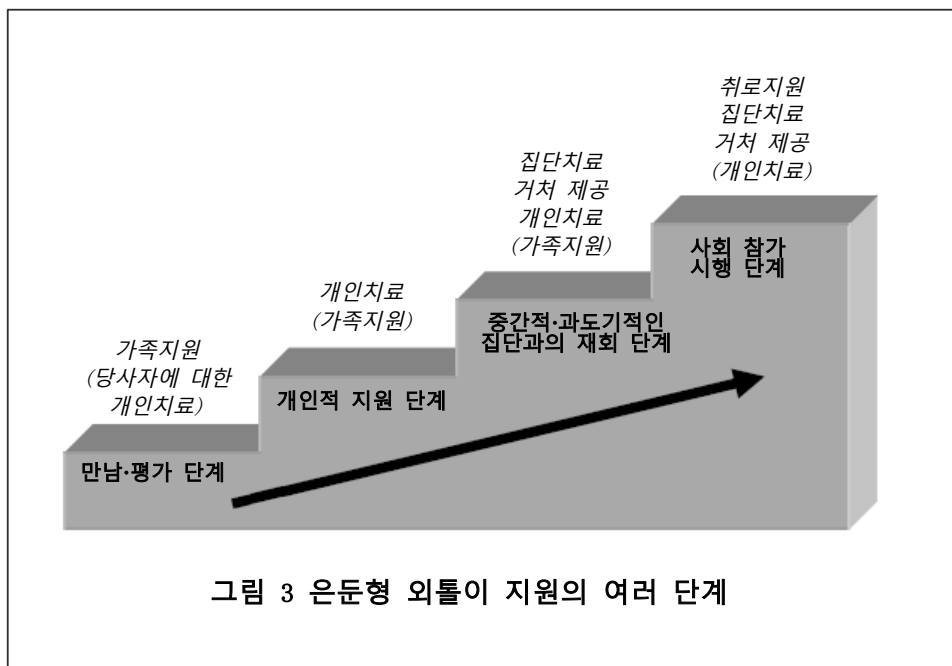 취로지원
집단치료
거처 제공
(개인치료)
사회 참가
시행 단계
집단치료
거처 제공
개인치료
(가족지원)
중간적·과도기적인
집단과의 재회 단계
개인치료
(가족지원)
개인적 지원 단계
가족지원
(당사자에 대한
개인치료)
만남·평가 단계
그림 3 은둔형 외톨이 지원의 여러 단계